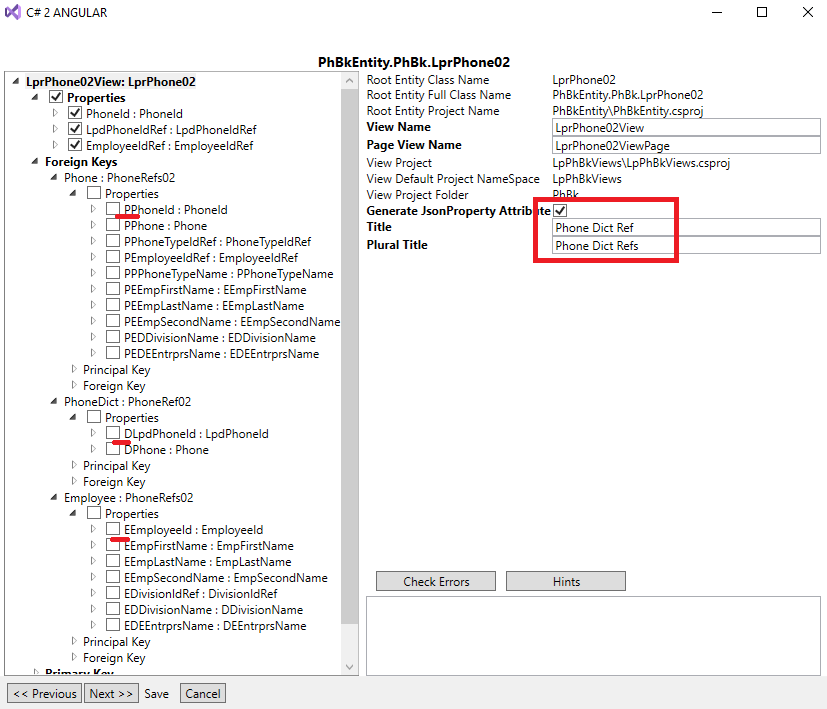 C# 2 ANGULAR
PhBkEntity.PhBk.LprPhone02
LprPhone02View: LprPhone02
Properties
PhoneId : PhoneId
LpdPhoneIdRef : LpdPhoneIdRef
EmployeeIdRef : EmployeeIdRef
Foreign Keys
Phone : PhoneRefs02
Properties
PPhoneId : PhoneId
PPhone : Phone
PPhoneTypeIdRef : PhoneTypeIdRef
PEmployeeIdRef : EmployeeIdRef
PPPhoneTypeName : PPhoneTypeName
PEEmpFirstName : EEmpFirstName
PEEmpLastName : EEmpLastName
PEEmpSecondName : EEmpSecondName
PEDDivisionName : EDDivisionName
PEDEEntrprsName : EDEEntrprsName
Principal Key
Foreign Key
PhoneDict : PhoneRef02
Properties
DLpdPhoneId : LpdPhoneId
DPhone : Phone
Principal Key
Foreign Key
Employee : PhoneRefs02
Properties
EEmployeeId : EmployeeId
EEmpFirstName : EmpFirstName
EEmpLastName : EmpLastName
EEmpSecondName : EmpSecondName
EDivisionIdRef : DivisionIdRef
EDDivisionName : DDivisionName
EDEEntrprsName : DEEntrprsName
Principal Key
Foreign Key
Primary Key
Root Entity Class Name LprPhone02
Root Entity Full Class Name PhBkEntity.PhBk.LprPhone02
Root Entity Project Name PhBkEntity\PhBkEntity.csproj
View Name LprPhone02View
Page View Name LprPhone02ViewPage
View Project LpPhBkViews\LpPhBkViews.csproj
View Default Project NameSpace LpPhBkViews
View Project Folder PhBk
Generate JsonProperty Attribute
Title Phone Dict Ref
Plural Title Phone Dict Refs
Check Errors Hints
<< Previous Next >> Save Cancel